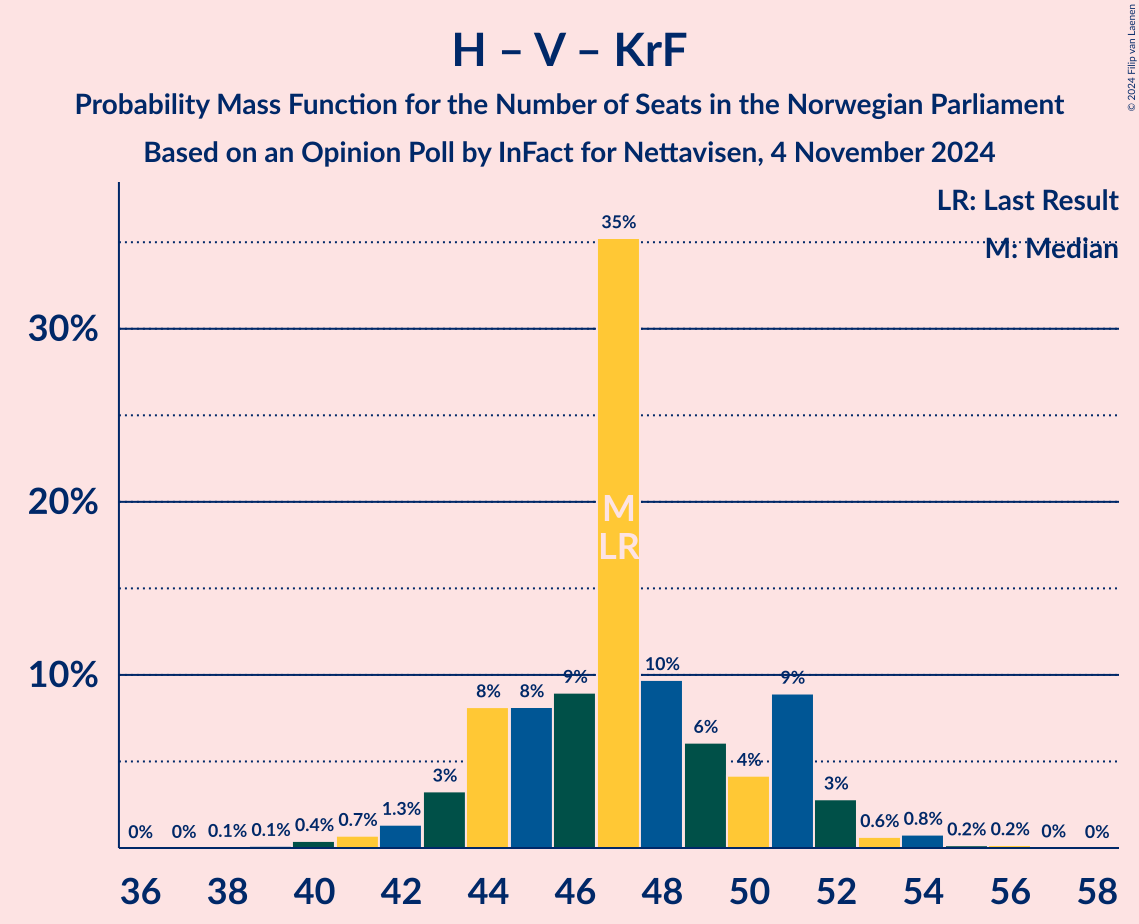 H – V – KrF
Probability Mass Function for the Number of Seats in the Norwegian Parliament
Based on an Opinion Poll by InFact for Nettavisen, 4 November 2024
© 2024 Filip van Laenen
LR: Last Result
M: Median
30%
20%
10%
0%
0%
0.1%
0.1%
0.4%
0.7%
1.3%
3%
8%
8%
9%
35%
10%
6%
4%
9%
3%
0.6%
0.8%
0.2%
0.2%
0%
0%
M
LR
36 38 40 42 44 46 48 50 52 54 56 58